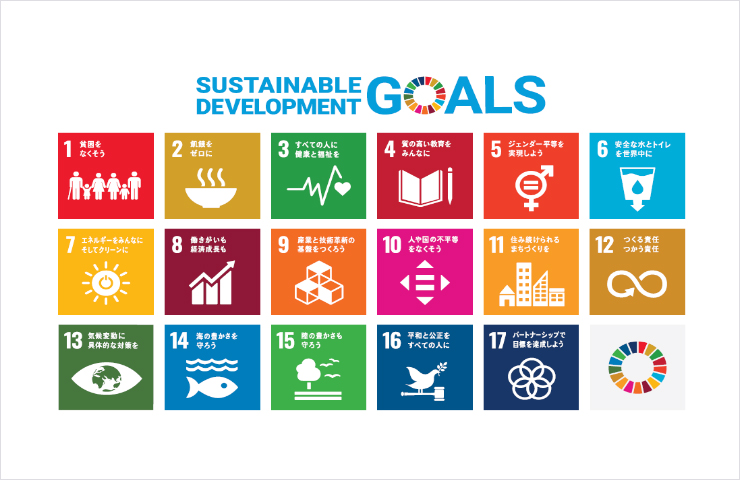 SUSTAINABLE
DEVELOPMENT
GOALS
1 貧困を
なくそう
2 飢餓を
ゼロに
3 すべての人に
健康と福祉を
4 質の高い教育を
みんなに
5 ジェンダー平等を
実現しよう
6 安全な水とトイレ
を世界中に
7 エネルギーをみんなに
そしてクリーンに
8 働きがいも
経済成長も
9 産業と技術革新の
基盤をつくろう
10 人や国の不平等
をなくそう
11 住み続けられる
まちづくりを
12 つくる責任
つかう責任
13 気候変動に
具体的な対策を
14 海の豊かさを
守ろう
15 陸の豊かさも
守ろう
16 平和と公正を
すべての人に
17 パートナーシップで
目標を達成しよう